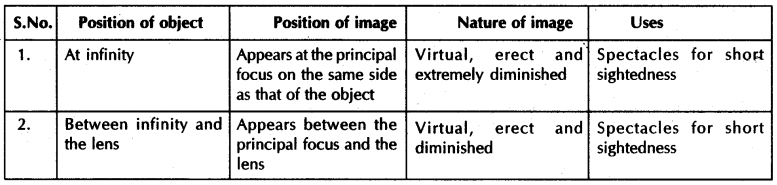 S.No. Position of object Position of image Nature of image Uses
1. At infinity Appears at the principal Virtual, erect and Spectacles for short
focus on the same side extremely diminished sightedness
as that of the object
2. Between infinity and Appears between the Virtual, erect and Spectacles for short
the lens principal focus and the diminished sightedness
lens